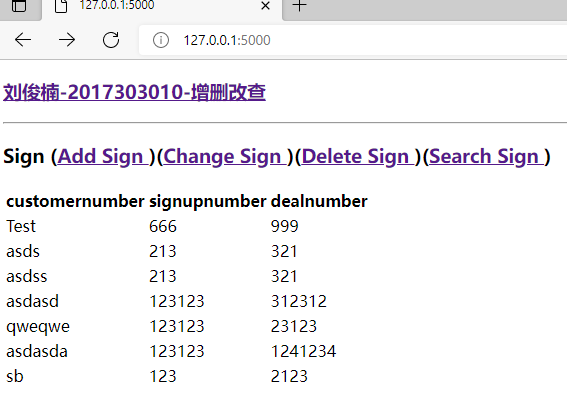 127.0.0.1:5000
127.0.0.1:5000
刘俊楠-2017303010-增删改查
Sign (Add Sign )(Change Sign )(Delete Sign )(Search Sign )
customernumber signupnumber dealnumber
Test 666 999
asds 213 321
asdss 213 321
asdasd 123123 312312
qweqwe 123123 23123
asdasda 123123 1241234
sb 123 2123